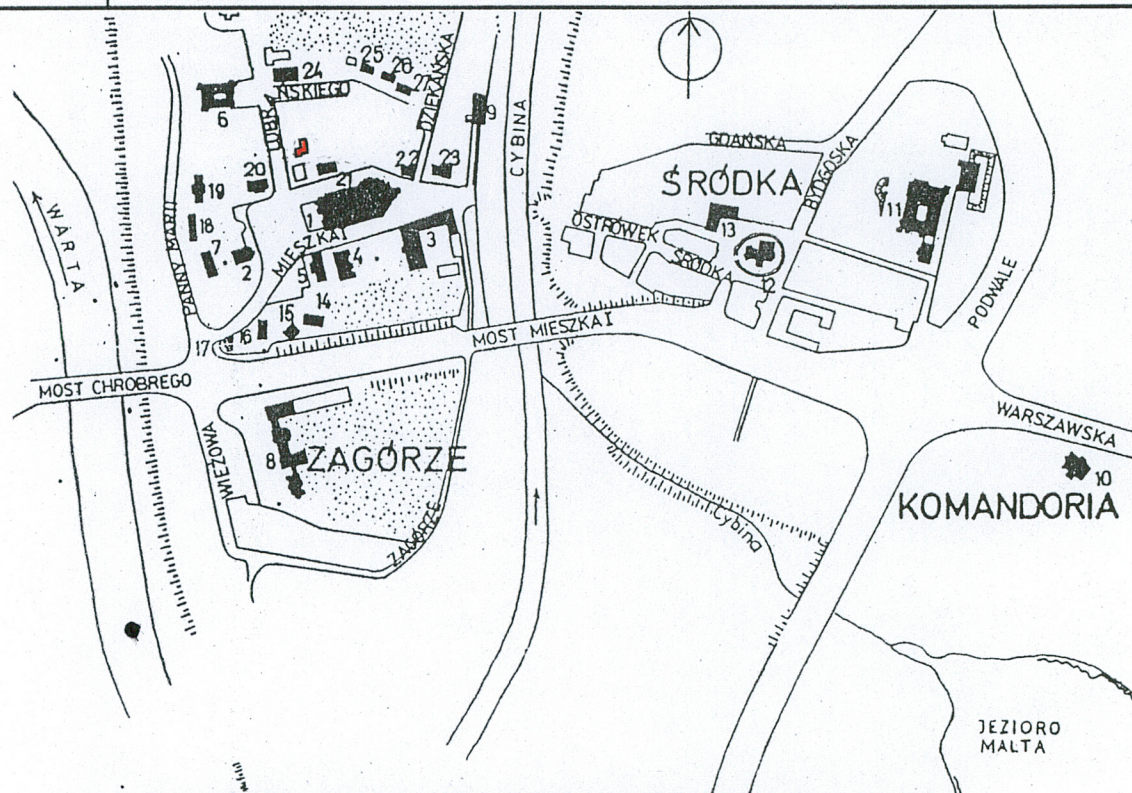 25
26
27
24
ŃSKIEGO
6
LUBRA
DZIEKAŃSKA
9
CYBINA
GDAŃSKA
BYDGOSKA
ŚRÓDKA
11
WARTA
PANNY MARII
19
20
21
22
23
18
1
7
2
MIESZKA I
5
4
3
OSTRÓWEK
13
ŚRÓDKA
12
PODWALE
14
15
16
17
MOST MIESZKA I
MOST CHROBREGO
WARSZAWSKA
WIEŻOWA
8
ZAGÓRZE
10
KOMANDORIA
ZAGÓRZE
Cybina
JEZIORO
MALTA